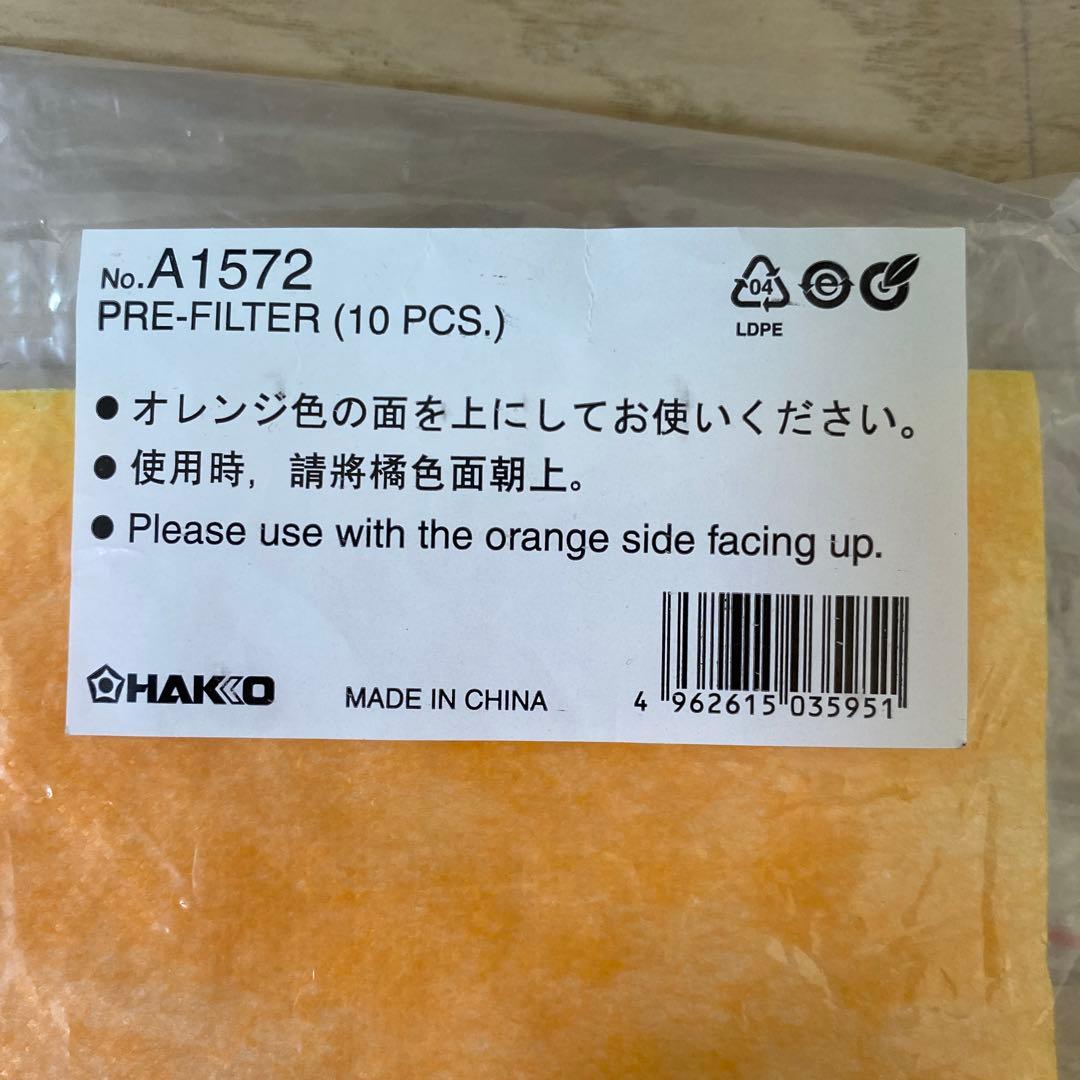 No. A1572
PRE-FILTER (10 PCS.)
04
LDPE
e
● オレンジ色の面を上にしてお使いください。
● 使用時, 請將橘色面朝上。
● Please use with the orange side facing up.
HAKKO
MADE IN CHINA
4 962615 035951